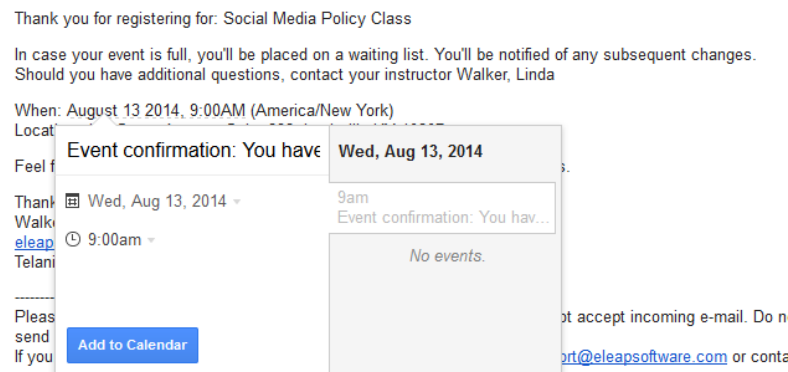 Thank you for registering for: Social Media Policy Class
In case your event is full, you'll be placed on a waiting list. You'll be notified of any subsequent changes.
Should you have additional questions, contact your instructor Walker, Linda
When: August 13 2014, 9:00AM (America/New York)
Locat
Feel f
s.
Thank
Walke
eleap
Telani
Event confirmation: You have
Wed, Aug 13, 2014
9:00am
Add to Calendar
Wed, Aug 13, 2014
9am
Event confirmation: You hav...
No events.
--------
Pleas ot accept incoming e-mail. Do n
send
If you ort@eleapsoftware.com or conta